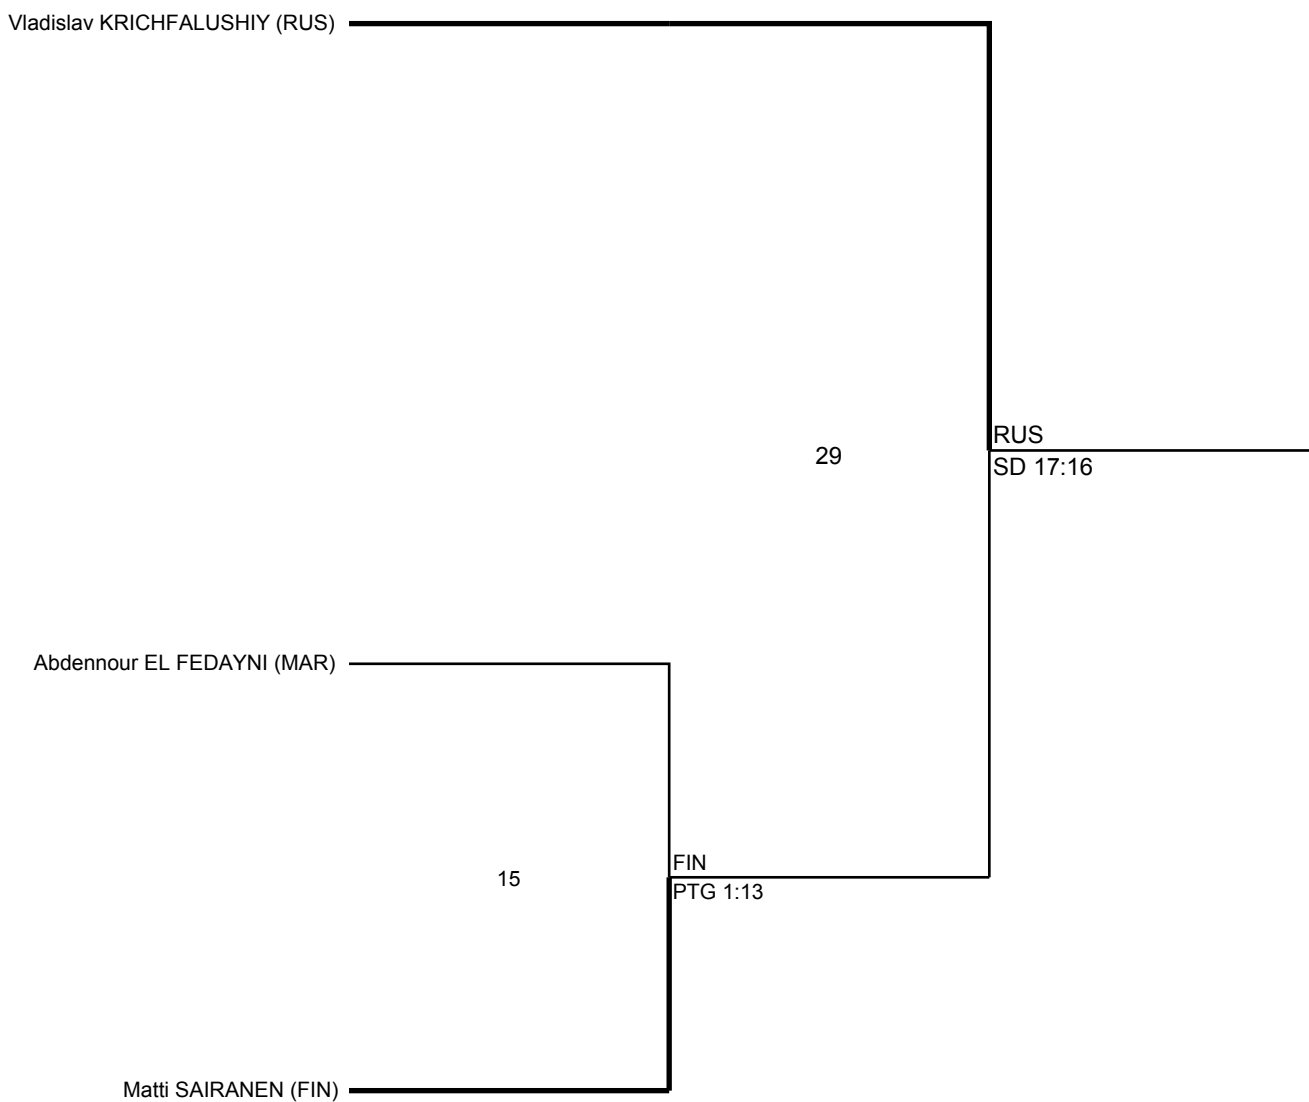 Vladislav KRICHFALUSHIY (RUS)
RUS
29
SD 17:16
Abdennour EL FEDAYNI (MAR)
FIN
15
PTG 1:13
Matti SAIRANEN (FIN)